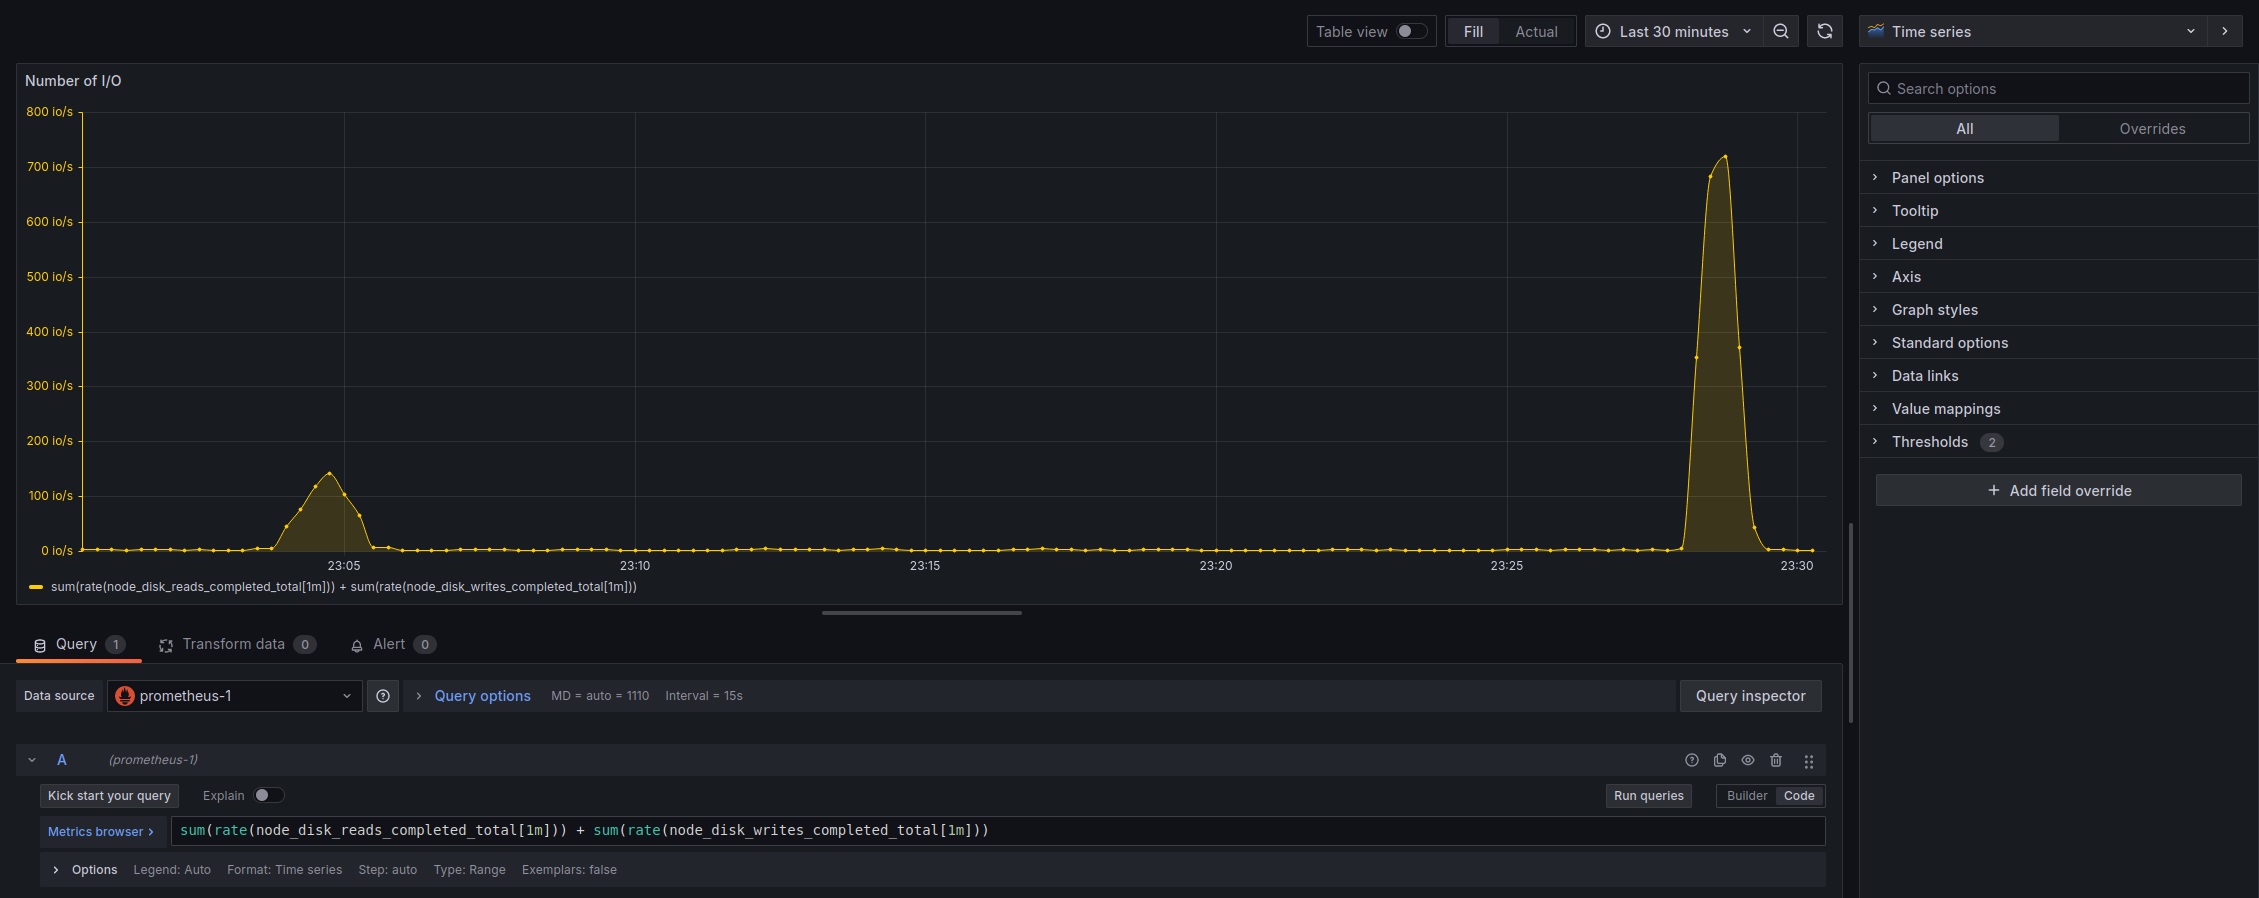 Table view Fill Actual Last 30 minutes Time series
Number of I/O
Search options
All Overrides
800 io/s
700 io/s
600 io/s
500 io/s
400 io/s
300 io/s
200 io/s
100 io/s
0 io/s
23:05 23:10 23:15 23:20 23:25 23:30
sum(rate(node_disk_reads_completed_total[1m])) + sum(rate(node_disk_writes_completed_total[1m]))
Panel options
Tooltip
Legend
Axis
Graph styles
Standard options
Data links
Value mappings
Thresholds 2
+ Add field override
Query 1 Transform data 0 Alert 0
Data source prometheus-1 Query options MD = auto = 1110 Interval = 15s Query inspector
A (prometheus-1)
Kick start your query Explain Run queries Builder Code
Metrics browser > sum(rate(node_disk_reads_completed_total[1m])) + sum(rate(node_disk_writes_completed_total[1m]))
Options Legend: Auto Format: Time series Step: auto Type: Range Exemplars: false